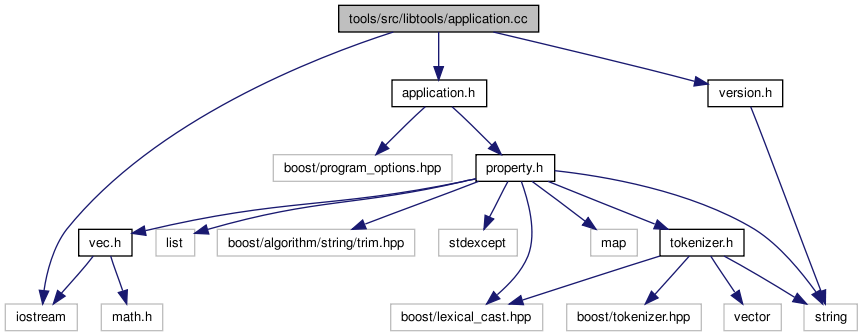 tools/src/libtools/application.cc
application.h
version.h
boost/program_options.hpp
property.h
vec.h
list
boost/algorithm/string/trim.hpp
stdexcept
map
tokenizer.h
iostream
math.h
boost/lexical_cast.hpp
boost/tokenizer.hpp
vector
string